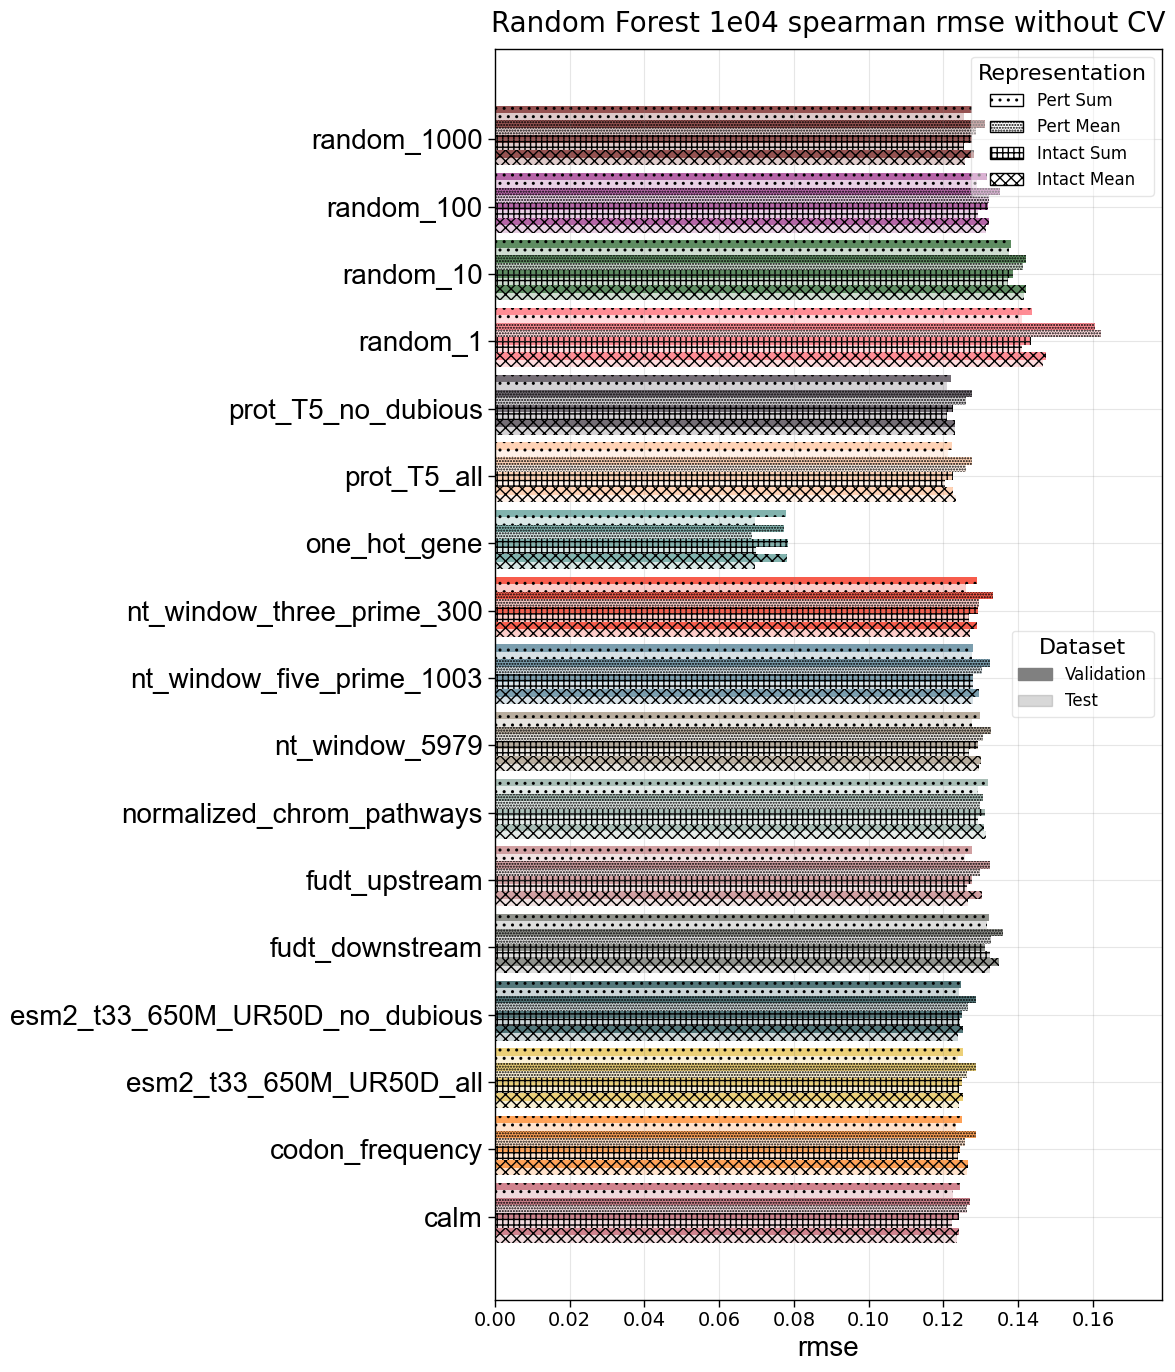 Random Forest 1e04 spearman rmse without CV
Representation
Pert Sum
Pert Mean
Intact Sum
Intact Mean
random_1000
random_100
random_10
random_1
prot_T5_no_dubious
prot_T5_all
one_hot_gene
nt_window_three_prime_300
nt_window_five_prime_1003
Dataset
Validation
Test
nt_window_5979
normalized_chrom_pathways
fudt_upstream
fudt_downstream
esm2_t33_650M_UR50D_no_dubious
esm2_t33_650M_UR50D_all
codon_frequency
calm
0.00 0.02 0.04 0.06 0.08 0.10 0.12 0.14 0.16
rmse